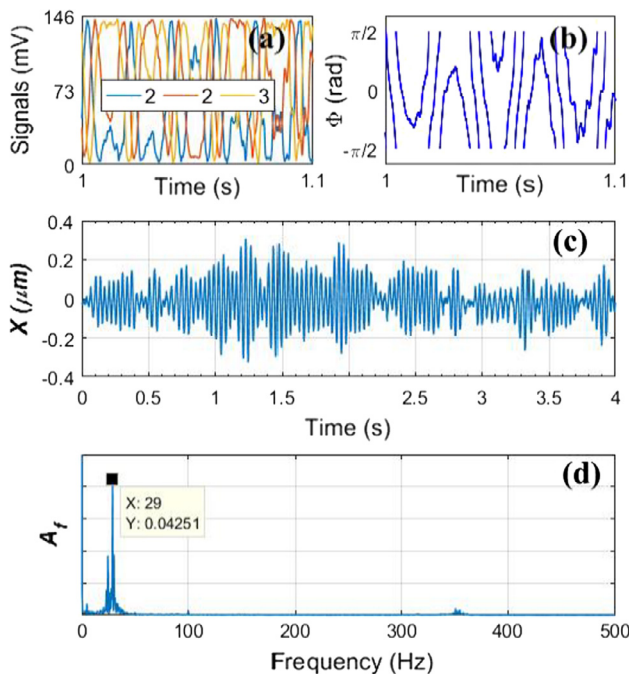 146
73
0
Signals (mV)
(a)
2 2 3
1 1.1
Time (s)
π/2
0
-π/2
Φ (rad)
(b)
1 1.1
Time (s)
0.4
0.2
0
-0.2
-0.4
X (μm)
(c)
0 0.5 1 1.5 2 2.5 3 3.5 4
Time (s)
A_f
(d)
X: 29
Y: 0.04251
0 100 200 300 400 500
Frequency (Hz)